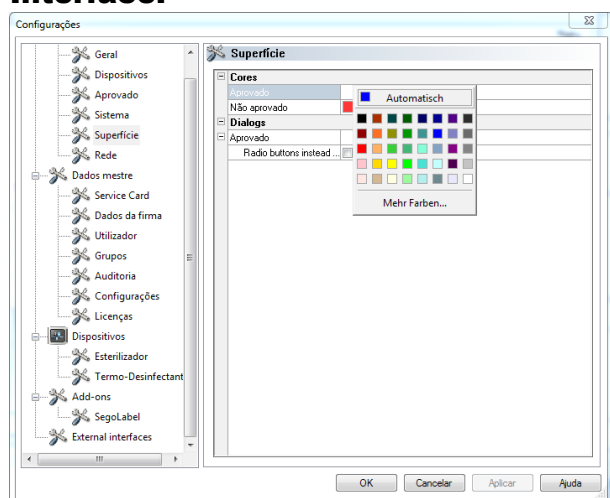 Configurações
Geral
Dispositivos
Aprovado
Sistema
Superfície
Rede
Dados mestre
Service Card
Dados da firma
Utilizador
Grupos
Auditoria
Configurações
Licenças
Dispositivos
Esterilizador
Termo-Desinfectant
Add-ons
SegoLabel
External interfaces
Superfície
Cores
Aprovado
Não aprovado
Dialogs
Aprovado
Radio buttons instead ...
Automatisch
Mehr Farben...
OK
Cancelar
Aplicar
Ajuda